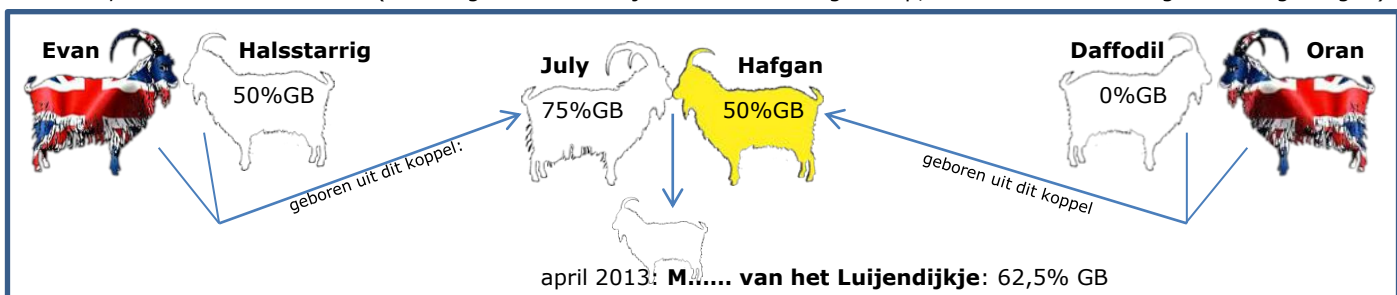 Evan Halsstarrig Daffodil Oran
July Hafgan
50%GB 75%GB 50%GB 0%GB
geboren uit dit koppel:
geboren uit dit koppel
april 2013: M...... van het Luijendijkje: 62,5% GB